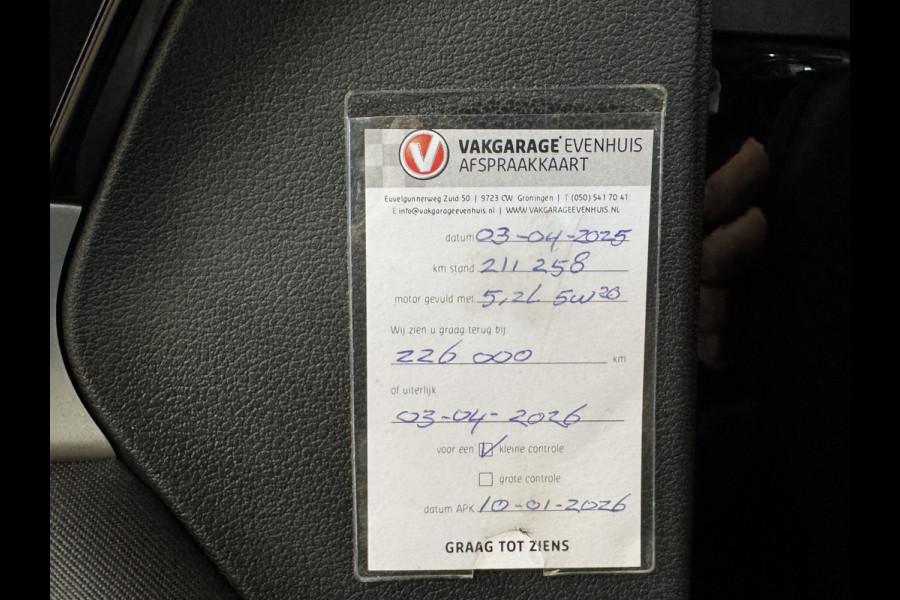 V VAKGARAGE EVENHUIS
AFSPRAAKKAART
Euvelgunnerweg Zuid 50 | 9723 CW Groningen | T (050) 541 70 41
E info@vakgarageevenhuis.nl | WWW.VAKGARAGEEVENHUIS.NL
datum 03-04-2025
km stand 211 258
motor gevuld met 5,2L 5W20
Wij zien u graag terug bij
226 000 km
of uiterlijk
03-04-2026
voor een kleine controle
grote controle
datum APK 10-01-2026
GRAAG TOT ZIENS